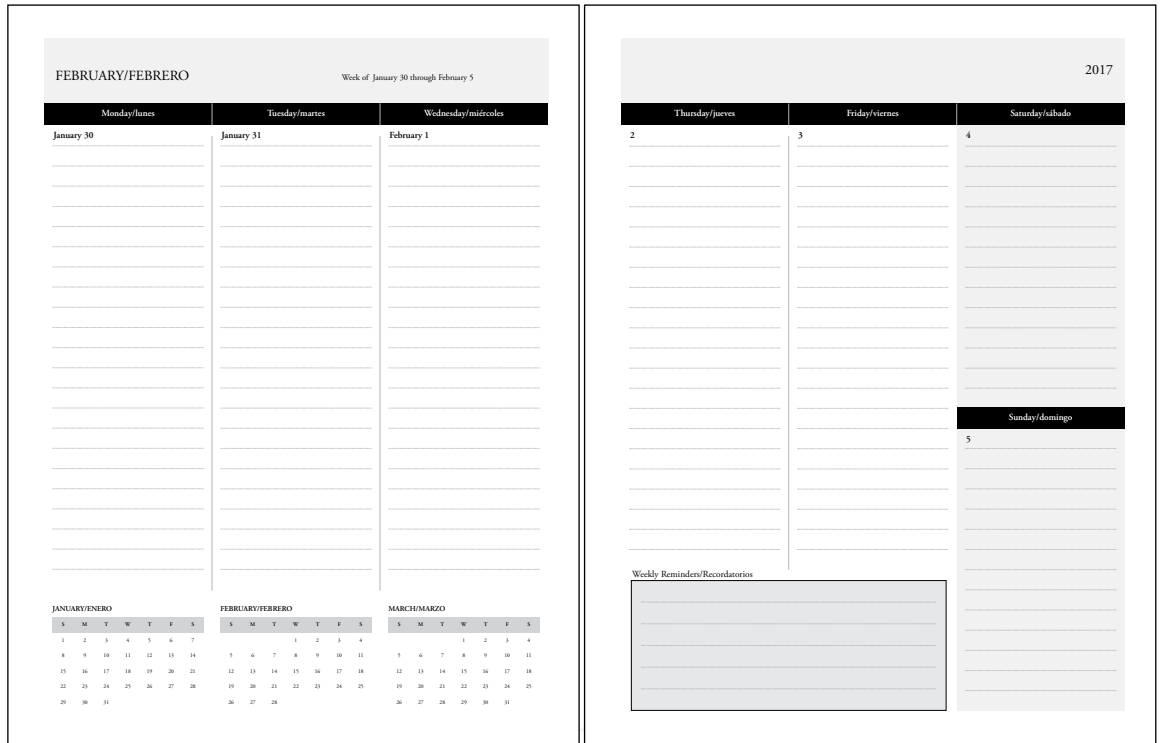 FEBRUARY/FEBRERO
Week of January 30 through February 5
Monday/lunes Tuesday/martes Wednesday/miércoles
January 30 January 31 February 1
JANUARY/ENERO
S M T W T F S
1 2 3 4 5 6 7
8 9 10 11 12 13 14
15 16 17 18 19 20 21
22 23 24 25 26 27 28
29 30 31
FEBRUARY/FEBRERO
S M T W T F S
1 2 3 4
5 6 7 8 9 10 11
12 13 14 15 16 17 18
19 20 21 22 23 24 25
26 27 28
MARCH/MARZO
S M T W T F S
1 2 3 4
5 6 7 8 9 10 11
12 13 14 15 16 17 18
19 20 21 22 23 24 25
26 27 28 29 30 31
2017
Thursday/jueves Friday/viernes Saturday/sábado
2 3 4
Sunday/domingo
5
Weekly Reminders/Recordatorios